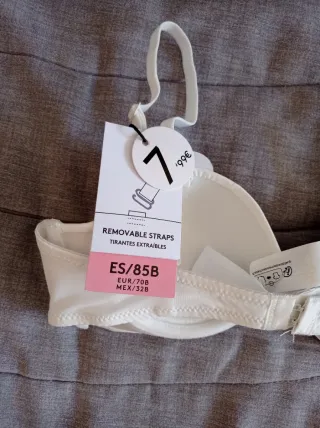 7'99€
REMOVABLE STRAPS
TIRANTES EXTRAÍBLES
ES/85B
EUR/70B
MEX/32B